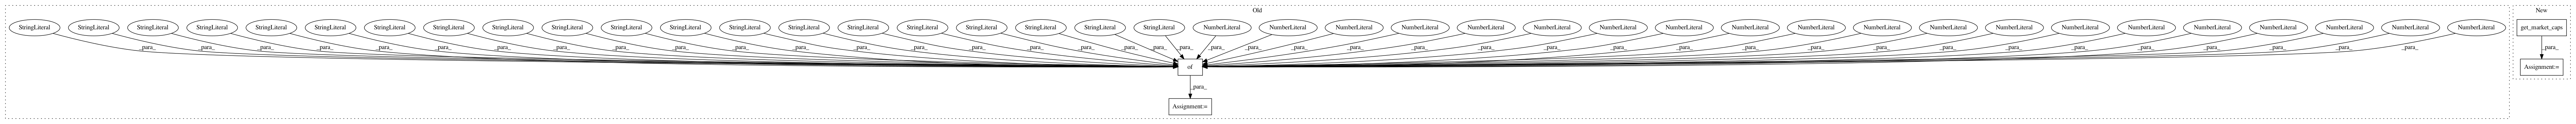 Old New
StringLiteral StringLiteral StringLiteral StringLiteral StringLiteral StringLiteral StringLiteral StringLiteral StringLiteral StringLiteral StringLiteral StringLiteral StringLiteral StringLiteral StringLiteral StringLiteral StringLiteral StringLiteral StringLiteral StringLiteral NumberLiteral NumberLiteral NumberLiteral NumberLiteral NumberLiteral NumberLiteral NumberLiteral NumberLiteral NumberLiteral NumberLiteral NumberLiteral NumberLiteral NumberLiteral NumberLiteral NumberLiteral NumberLiteral NumberLiteral NumberLiteral NumberLiteral NumberLiteral get_market_caps
_para_ _para_ _para_ _para_ _para_ _para_ _para_ _para_ _para_ _para_ _para_ _para_ _para_ _para_ _para_ _para_ _para_ _para_ _para_ _para_ _para_ _para_ _para_ _para_ _para_ _para_ _para_ _para_ _para_ _para_ _para_ _para_ _para_ _para_ _para_ _para_ _para_ _para_ _para_ _para_ _para_
of Assignment:=
_para_
Assignment:=